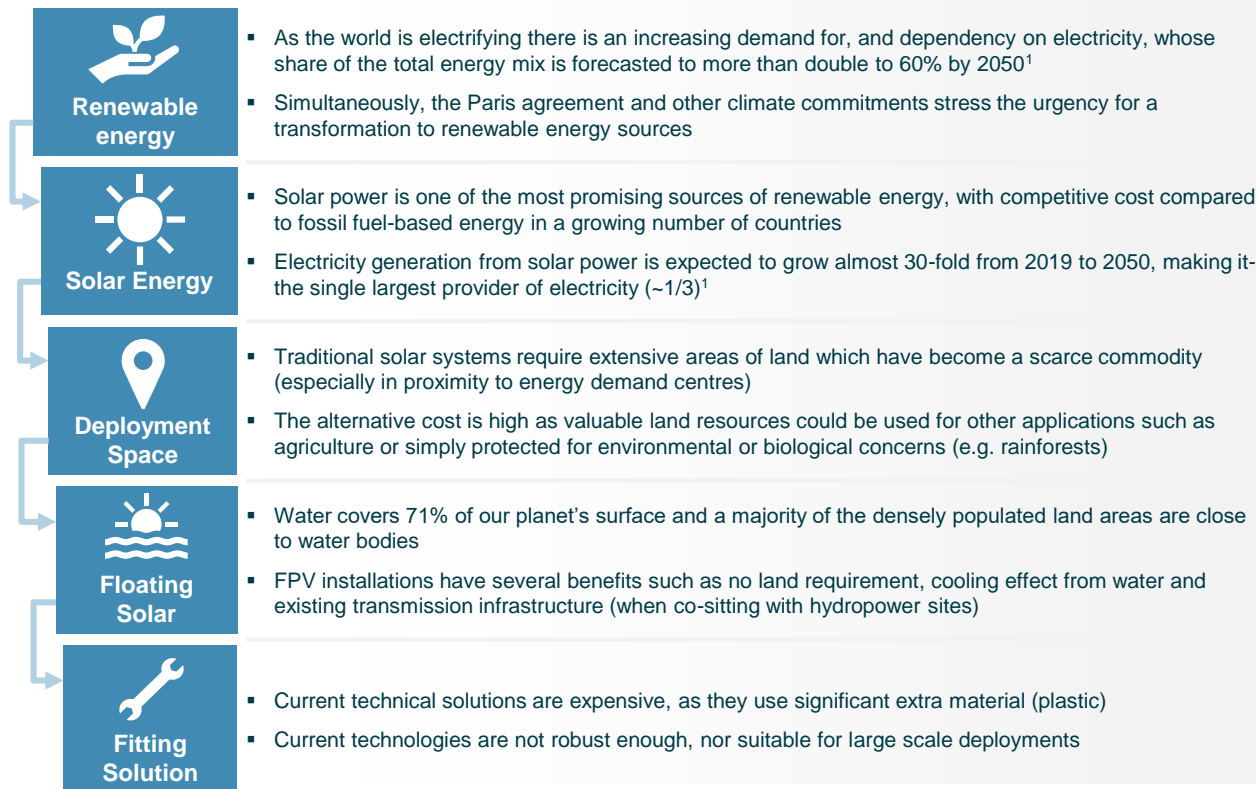 Renewable
energy
▪ As the world is electrifying there is an increasing demand for, and dependency on electricity, whose
share of the total energy mix is forecasted to more than double to 60% by 2050¹
▪ Simultaneously, the Paris agreement and other climate commitments stress the urgency for a
transformation to renewable energy sources
Solar Energy
▪ Solar power is one of the most promising sources of renewable energy, with competitive cost compared
to fossil fuel-based energy in a growing number of countries
▪ Electricity generation from solar power is expected to grow almost 30-fold from 2019 to 2050, making it-
the single largest provider of electricity (~1/3)¹
Deployment
Space
▪ Traditional solar systems require extensive areas of land which have become a scarce commodity
(especially in proximity to energy demand centres)
▪ The alternative cost is high as valuable land resources could be used for other applications such as
agriculture or simply protected for environmental or biological concerns (e.g. rainforests)
Floating
Solar
▪ Water covers 71% of our planet's surface and a majority of the densely populated land areas are close
to water bodies
▪ FPV installations have several benefits such as no land requirement, cooling effect from water and
existing transmission infrastructure (when co-sitting with hydropower sites)
Fitting
Solution
▪ Current technical solutions are expensive, as they use significant extra material (plastic)
▪ Current technologies are not robust enough, nor suitable for large scale deployments